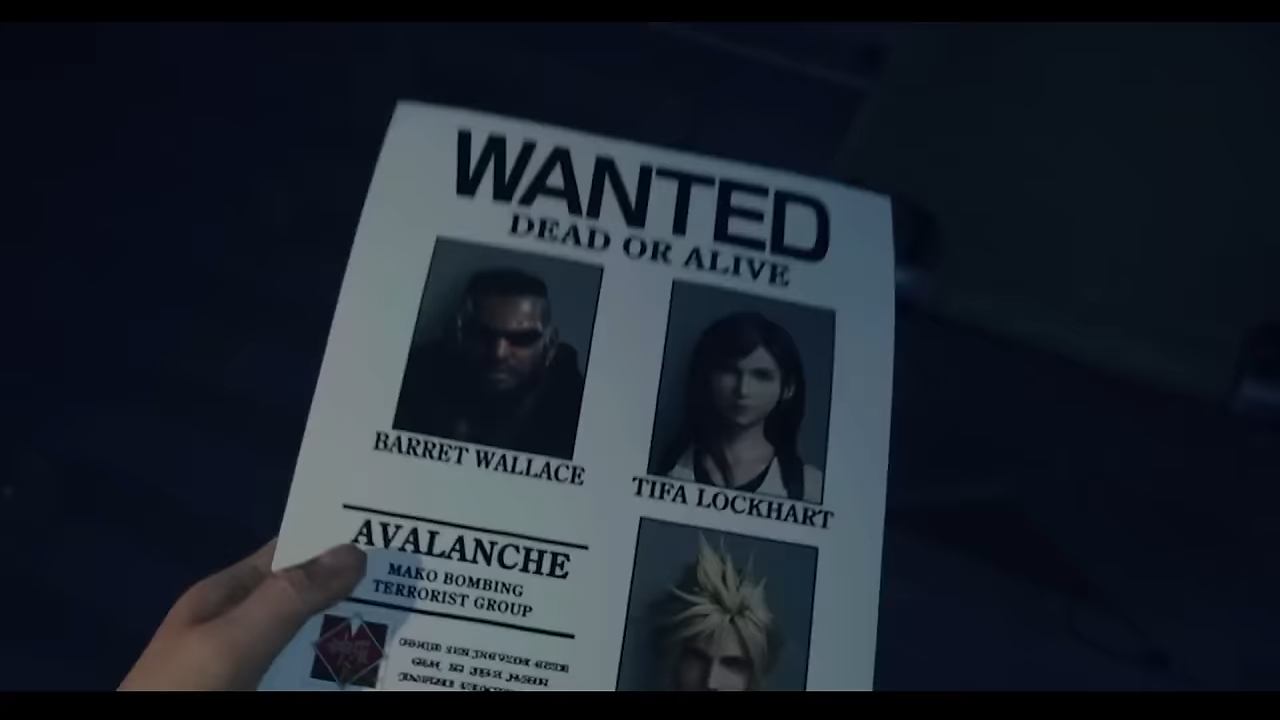 WANTED
DEAD OR ALIVE
BARRET WALLACE
TIFA LOCKHART
AVALANCHE
MAKO BOMBING
TERRORIST GROUP